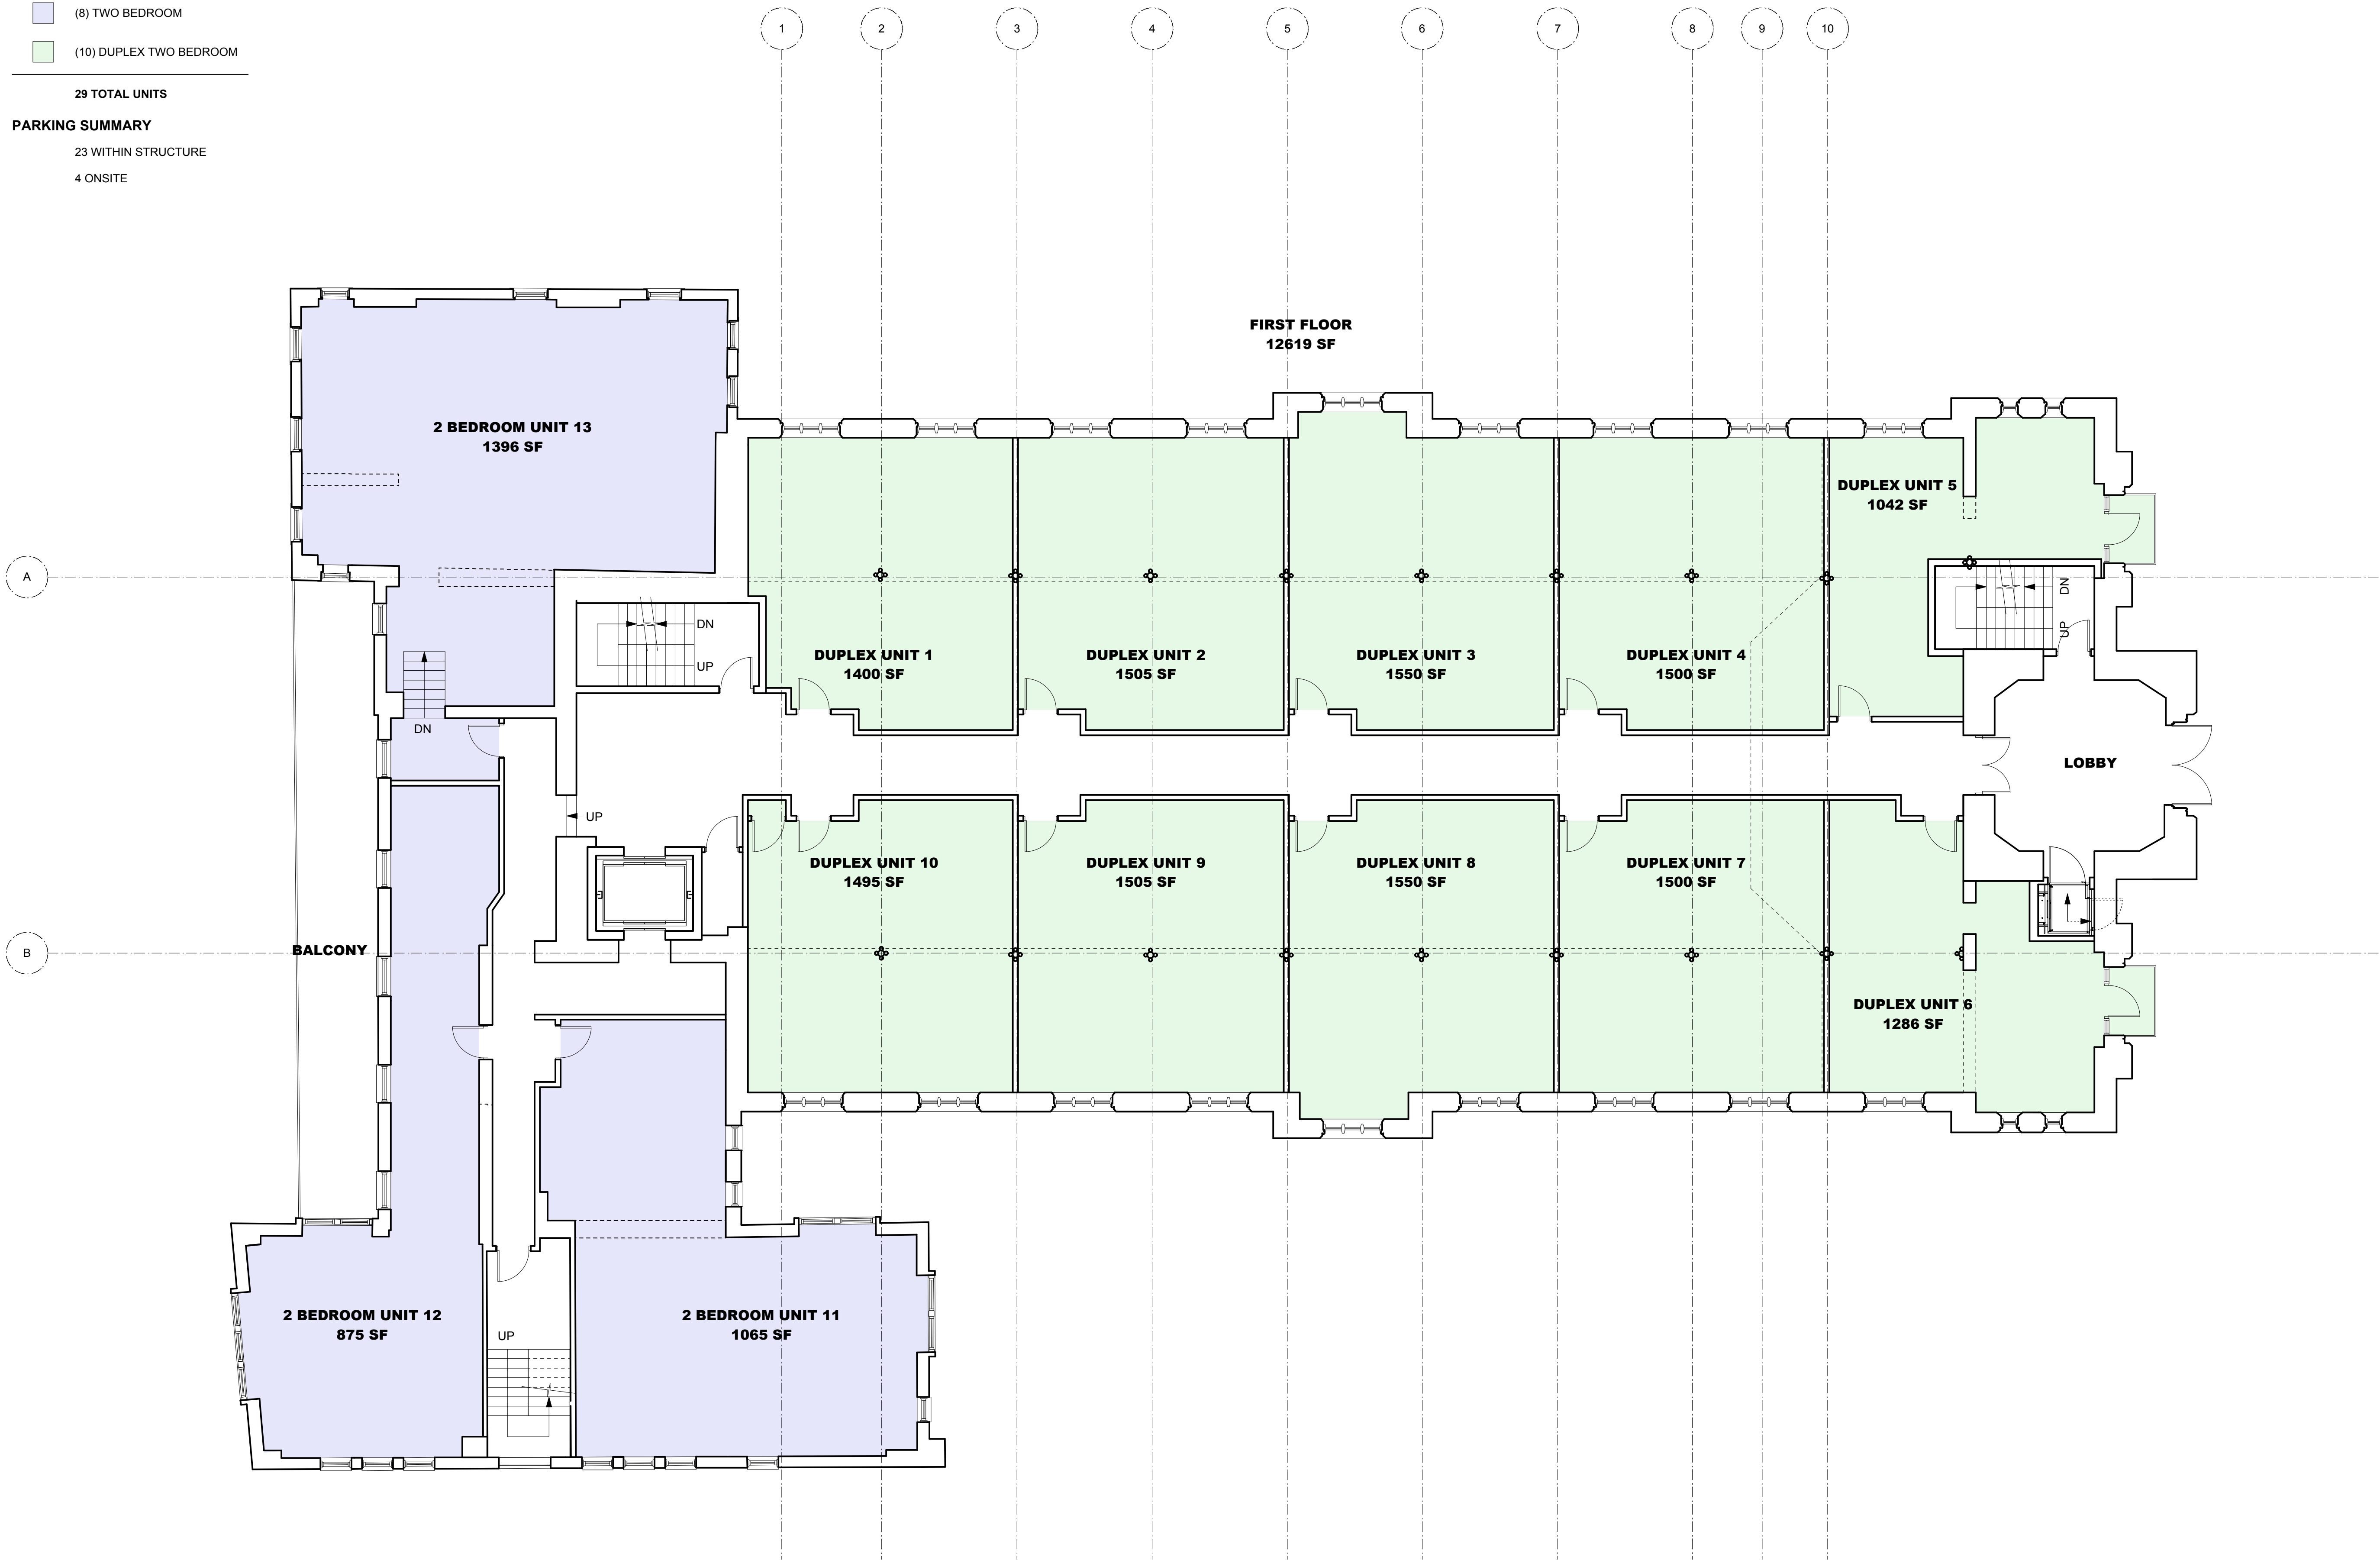 (8) TWO BEDROOM
(10) DUPLEX TWO BEDROOM
29 TOTAL UNITS
PARKING SUMMARY
23 WITHIN STRUCTURE
4 ONSITE
1
2
3
4
5
6
7
8
9
10
FIRST FLOOR
12619 SF
2 BEDROOM UNIT 13
1396 SF
DUPLEX UNIT 5
1042 SF
A
DN
UP
DN
UP
DUPLEX UNIT 1
1400 SF
DUPLEX UNIT 2
1505 SF
DUPLEX UNIT 3
1550 SF
DUPLEX UNIT 4
1500 SF
DN
LOBBY
UP
DUPLEX UNIT 10
1495 SF
DUPLEX UNIT 9
1505 SF
DUPLEX UNIT 8
1550 SF
DUPLEX UNIT 7
1500 SF
B
BALCONY
DUPLEX UNIT 6
1286 SF
2 BEDROOM UNIT 12
875 SF
UP
2 BEDROOM UNIT 11
1065 SF